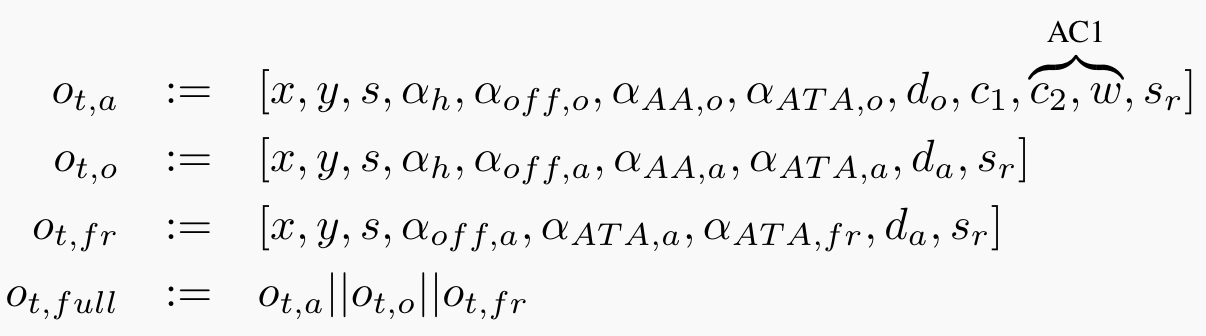 AC1
o_{t,a} := [x, y, s, α_h, α_{off,o}, α_{AA,o}, α_{ATA,o}, d_o, c_1, c_2, w, s_r]
o_{t,o} := [x, y, s, α_h, α_{off,a}, α_{AA,a}, α_{ATA,a}, d_a, s_r]
o_{t,fr} := [x, y, s, α_{off,a}, α_{ATA,a}, α_{ATA,fr}, d_a, s_r]
o_{t,full} := o_{t,a}||o_{t,o}||o_{t,fr}